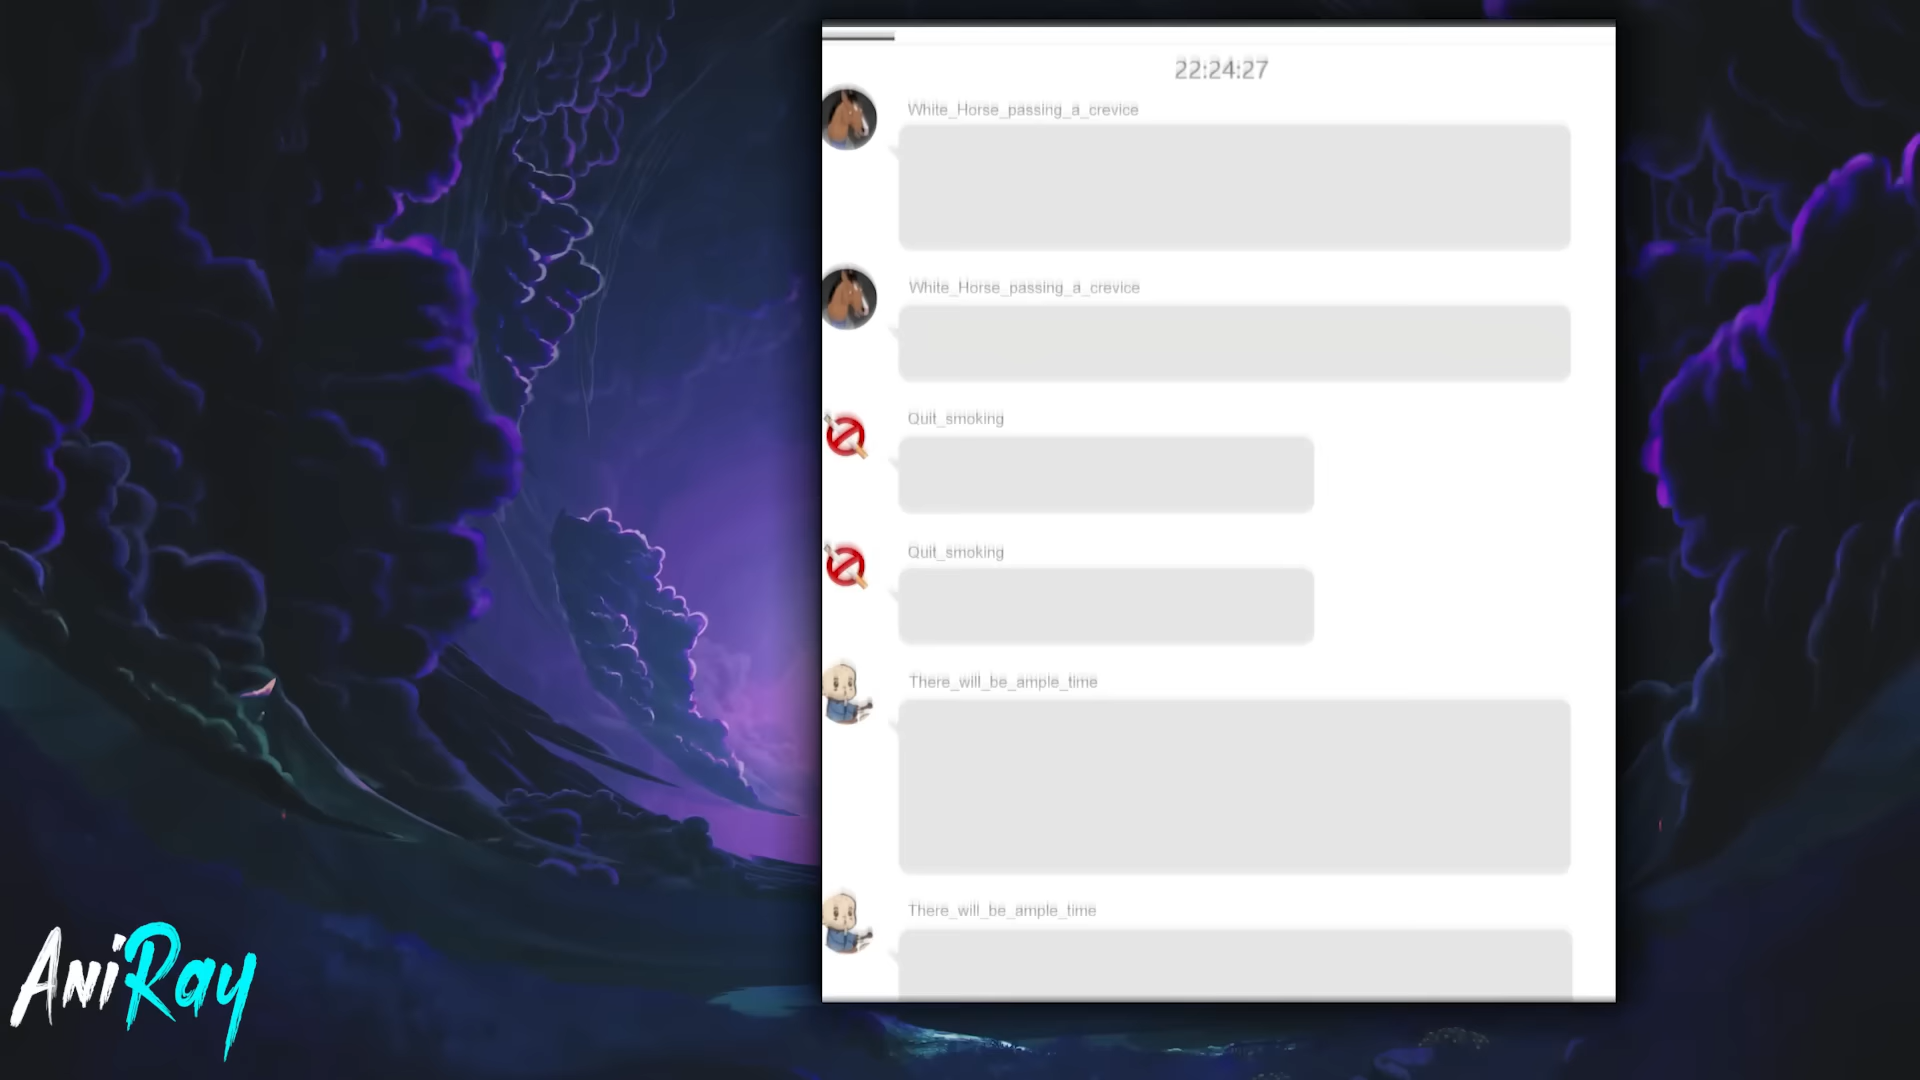 22:24:27
White_Horse_passing_a_crevice
White_Horse_passing_a_crevice
Quit_smoking
Quit_smoking
There_will_be_ample_time
There_will_be_ample_time
AniRay